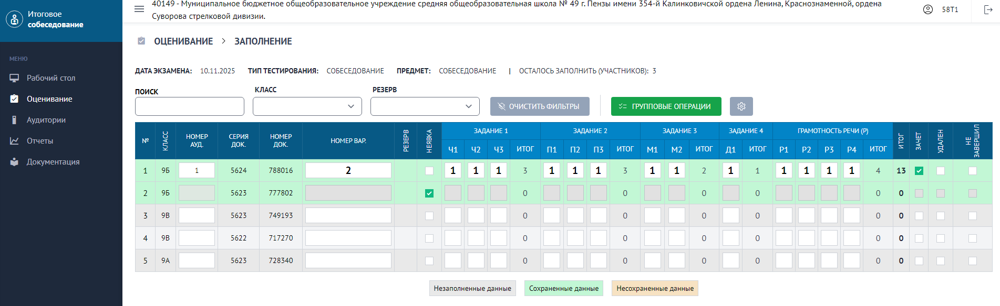 Итоговое
собеседование
40149 - Муниципальное бюджетное общеобразовательное учреждение средняя общеобразовательная школа № 49 г. Пензы имени 354-й Калинковичской ордена Ленина, Краснознаменной, ордена
Суворова стрелковой дивизии.
58Т1
МЕНЮ
Рабочий стол
Оценивание
Аудитории
Отчеты
Документация
ОЦЕНИВАНИЕ > ЗАПОЛНЕНИЕ
ДАТА ЭКЗАМЕНА: 10.11.2025 ТИП ТЕСТИРОВАНИЯ: СОБЕСЕДОВАНИЕ ПРЕДМЕТ: СОБЕСЕДОВАНИЕ | ОСТАЛОСЬ ЗАПОЛНИТЬ (УЧАСТНИКОВ): 3
ПОИСК КЛАСС РЕЗЕРВ
ОЧИСТИТЬ ФИЛЬТРЫ ГРУППОВЫЕ ОПЕРАЦИИ
№ КЛАСС НОМЕР АУД. СЕРИЯ ДОК. НОМЕР ДОК. НОМЕР ВАР. РЕЗЕРВ НЕЯВКА ЗАДАНИЕ 1 ЗАДАНИЕ 2 ЗАДАНИЕ 3 ЗАДАНИЕ 4 ГРАМОТНОСТЬ РЕЧИ (Р) ИТОГ ЗАЧЕТ УДАЛЕН НЕ ЗАВЕРШИЛ
Ч1 Ч2 Ч3 ИТОГ П1 П2 П3 ИТОГ М1 М2 ИТОГ Д1 ИТОГ Р1 Р2 Р3 Р4 ИТОГ
1 9Б 1 5624 788016 2 1 1 1 3 1 1 1 3 1 1 2 1 1 1 1 1 1 4 13
2 9Б 5623 777802 0 0 0 0 0 0
3 9В 5623 749193 0 0 0 0 0 0
4 9В 5622 717270 0 0 0 0 0 0
5 9А 5623 728340 0 0 0 0 0 0
Незаполненные данные Сохраненные данные Несохраненные данные